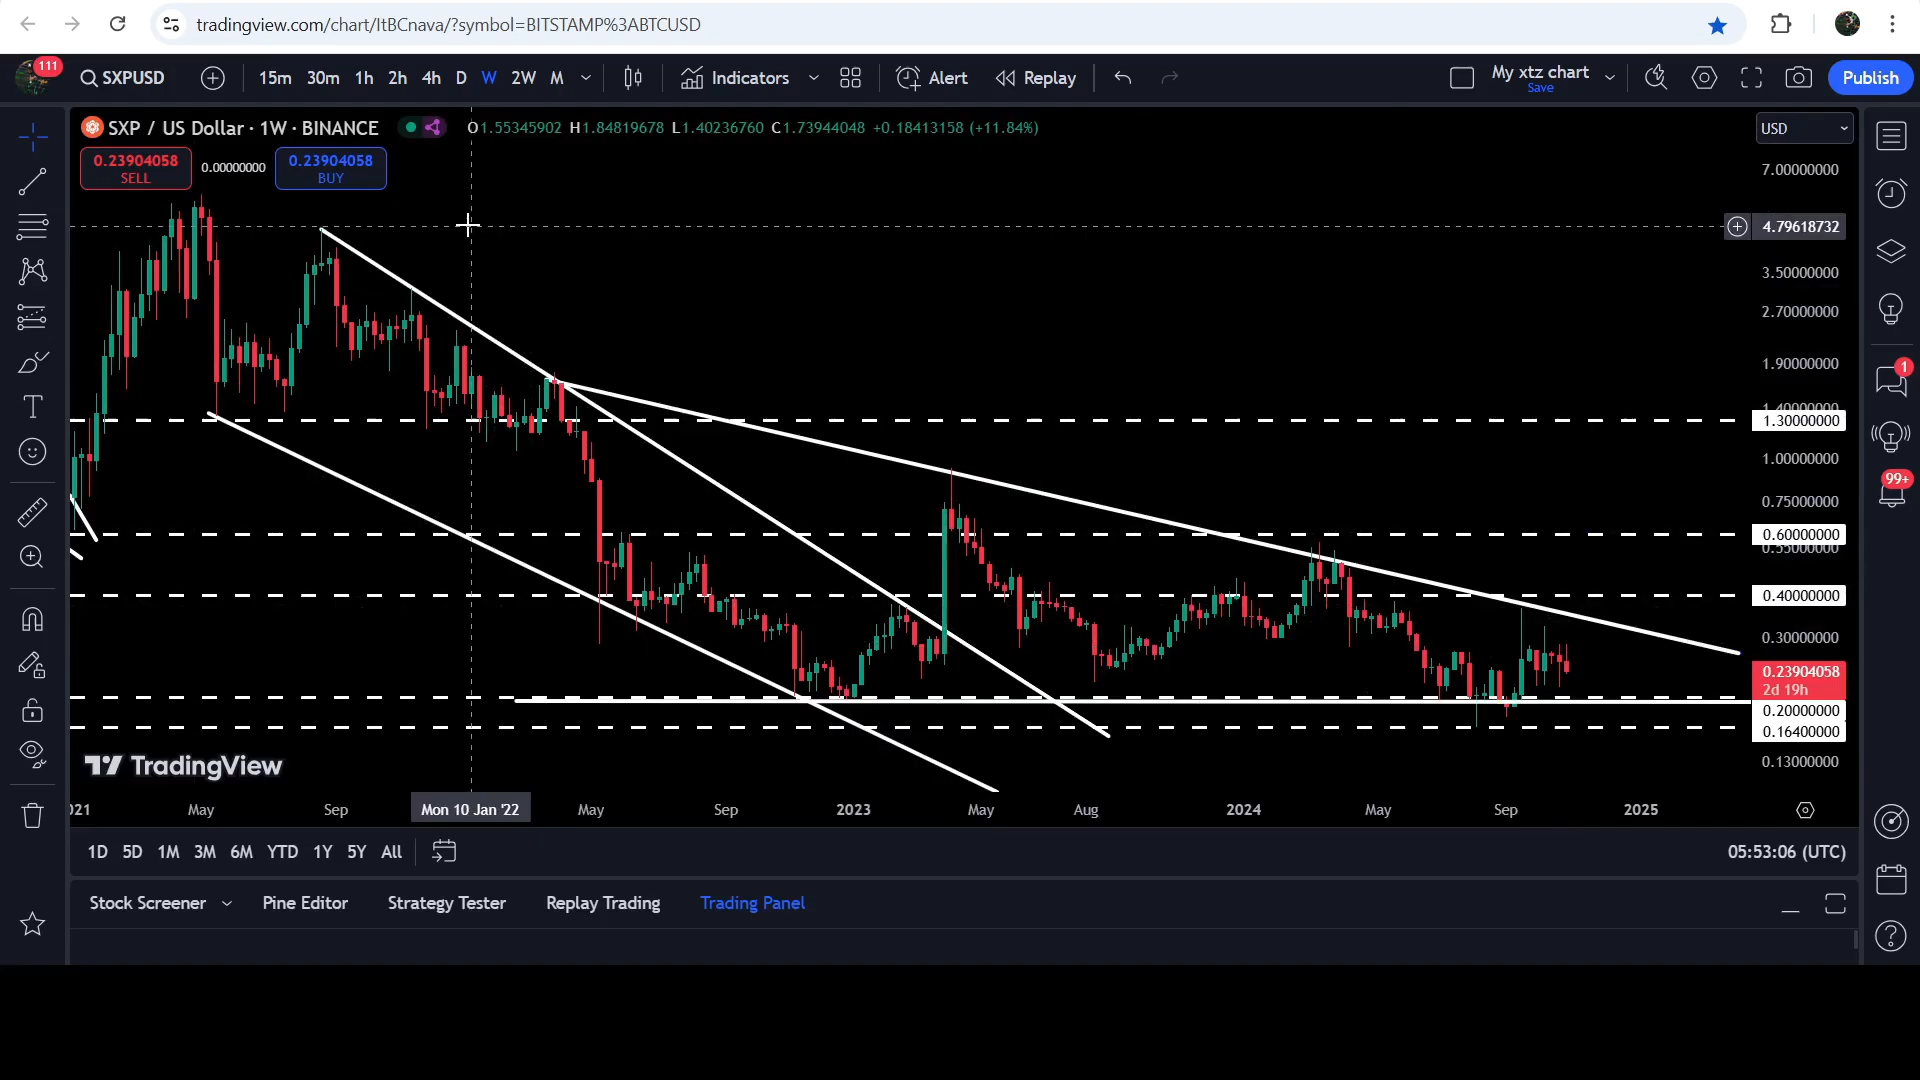 tradingview.com/chart/ItBCnava/?symbol=BITSTAMP%3ABTCUSD
111
SXPUSD
15m 30m 1h 2h 4h D W 2W M
Indicators
Alert
Replay
My xtz chart
Save
Publish
SXP / US Dollar · 1W · BINANCE
O1.55345902 H1.84819678 L1.40236760 C1.73944048 +0.18413158 (+11.84%)
USD
0.23904058
SELL
0.00000000
0.23904058
BUY
7.00000000
4.79618732
3.50000000
2.70000000
1.90000000
1.40000000
1.30000000
1.00000000
0.75000000
0.60000000
0.55000000
0.40000000
0.30000000
0.23904058
2d 19h
0.20000000
0.16400000
0.13000000
1
99+
TradingView
021 May Sep Mon 10 Jan '22 May Sep 2023 May Aug 2024 May Sep 2025
1D 5D 1M 3M 6M YTD 1Y 5Y All
05:53:06 (UTC)
Stock Screener Pine Editor Strategy Tester Replay Trading Trading Panel